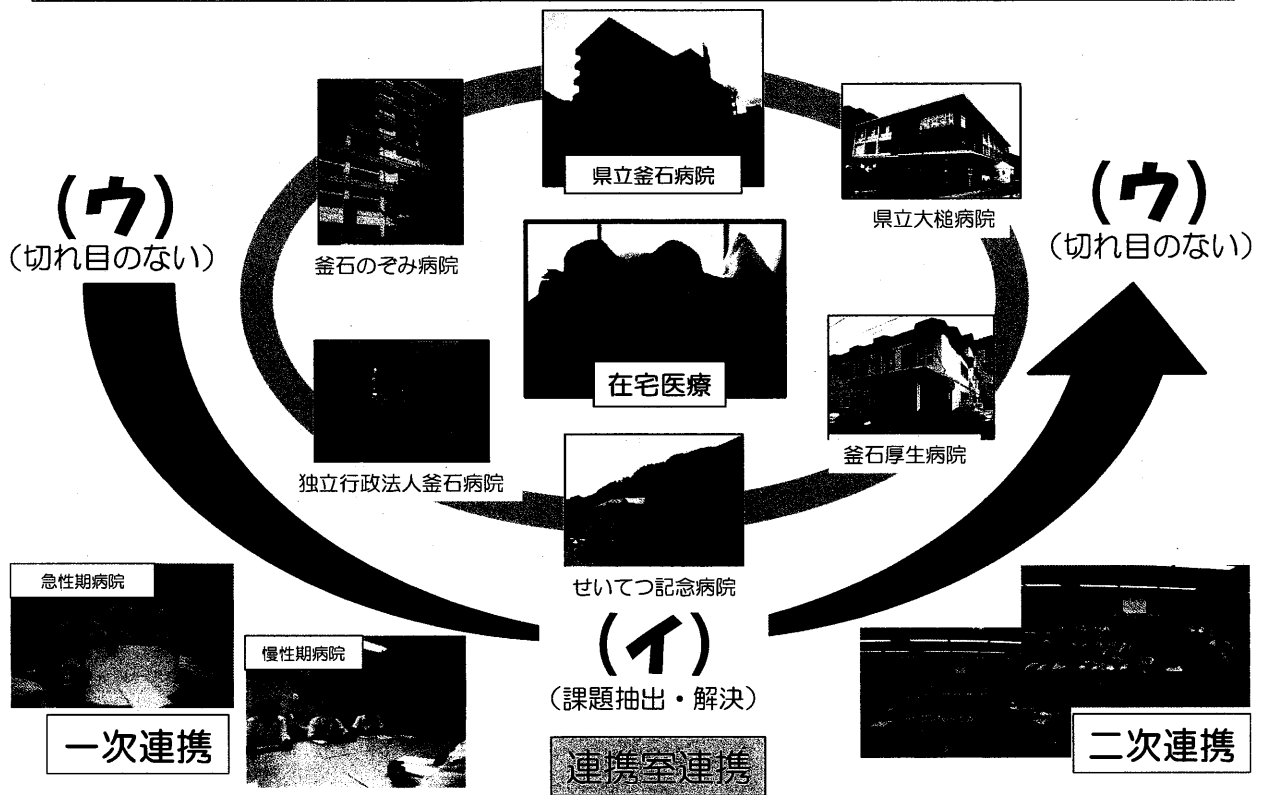 県立釜石病院
釜石のぞみ病院
県立大槌病院
(ウ)
(切れ目のない)
(ウ)
(切れ目のない)
在宅医療
独立行政法人釜石病院
釜石厚生病院
せいてつ記念病院
急性期病院
慢性期病院
一次連携
(イ)
(課題抽出・解決)
連携室連携
二次連携